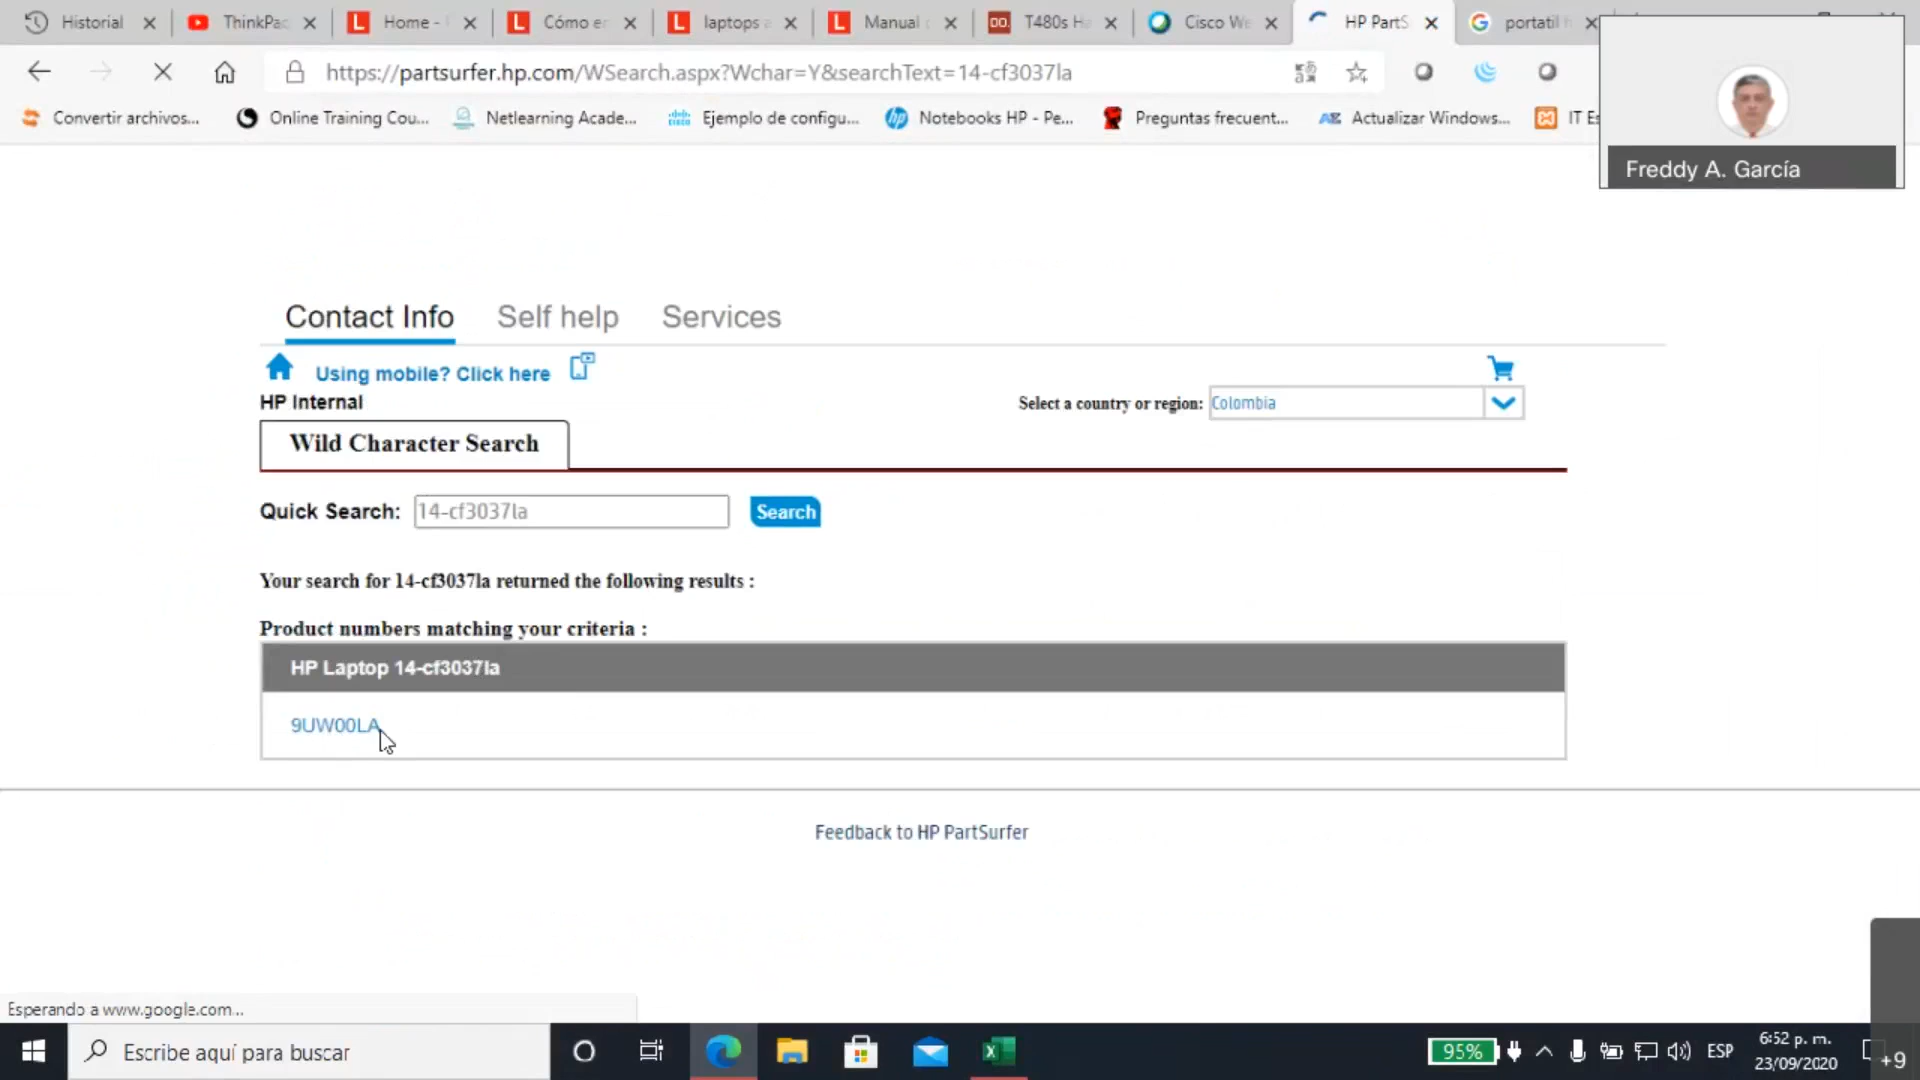 Historial
ThinkPac
Home -
Cómo e
laptops
Manual
T480s Ha
Cisco We
HP PartS
portatil
https://partsurfer.hp.com/WSearch.aspx?Wchar=Y&searchText=14-cf3037la
Convertir archivos...
Online Training Cou...
Netlearning Acade...
Ejemplo de configu...
Notebooks HP - Pe...
Preguntas frecuent...
Actualizar Windows...
IT Es
Freddy A. García
Contact Info
Self help
Services
Using mobile? Click here
HP Internal
Select a country or region:
Colombia
Wild Character Search
Quick Search:
14-cf3037la
Search
Your search for 14-cf3037la returned the following results :
Product numbers matching your criteria :
HP Laptop 14-cf3037la
9UW00LA
Feedback to HP PartSurfer
Esperando a www.google.com...
Escribe aquí para buscar
95%
ESP
6:52 p. m.
23/09/2020
+9